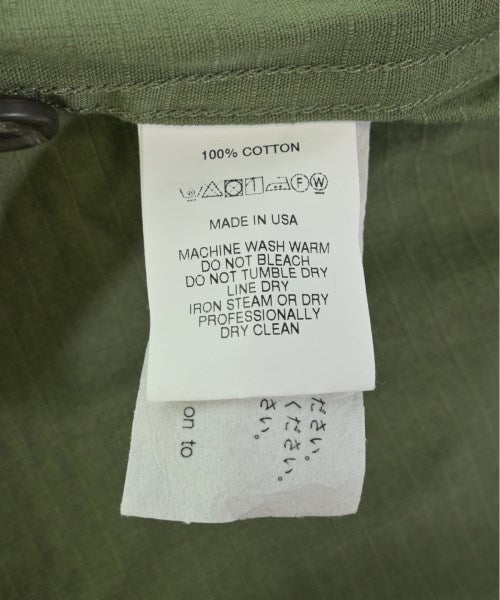 100% COTTON
F W
MADE IN USA
MACHINE WASH WARM
DO NOT BLEACH
DO NOT TUMBLE DRY
LINE DRY
IRON STEAM OR DRY
PROFESSIONALLY
DRY CLEAN
ださい。
ください。
さい。
on to